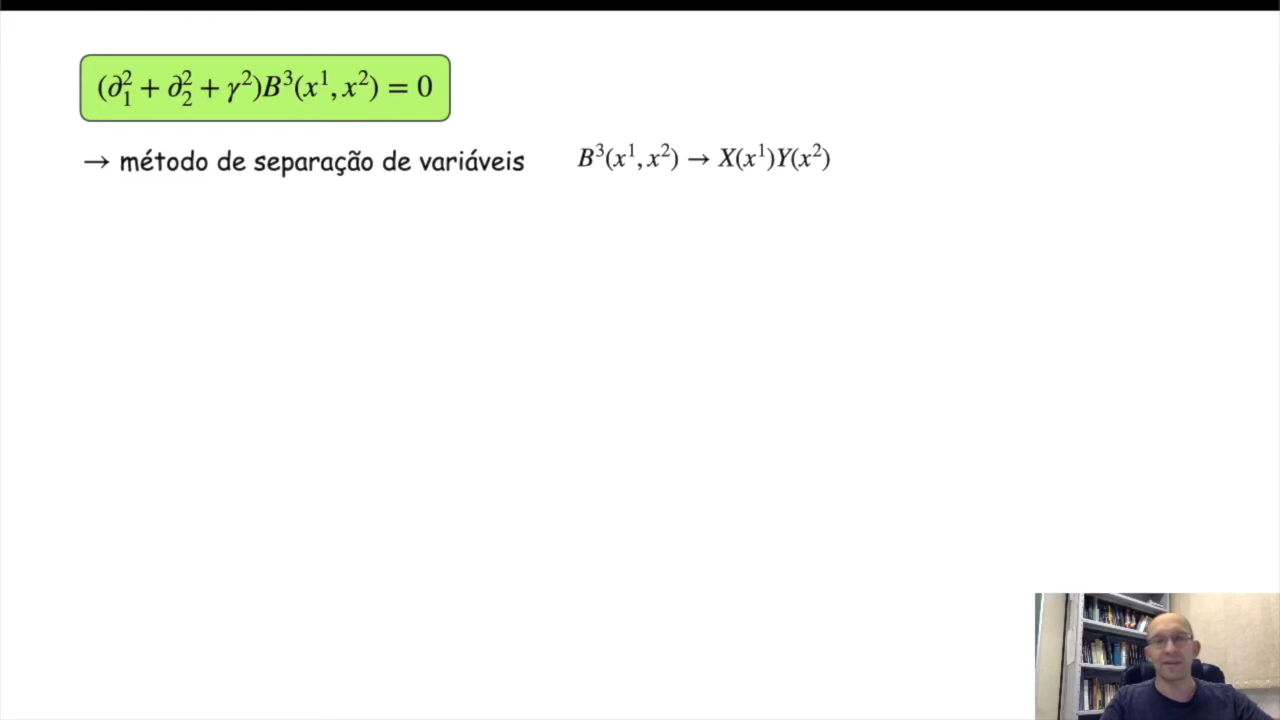 (∂₁² + ∂₂² + γ²)B³(x¹, x²) = 0
→ método de separação de variáveis B³(x¹, x²) → X(x¹)Y(x²)